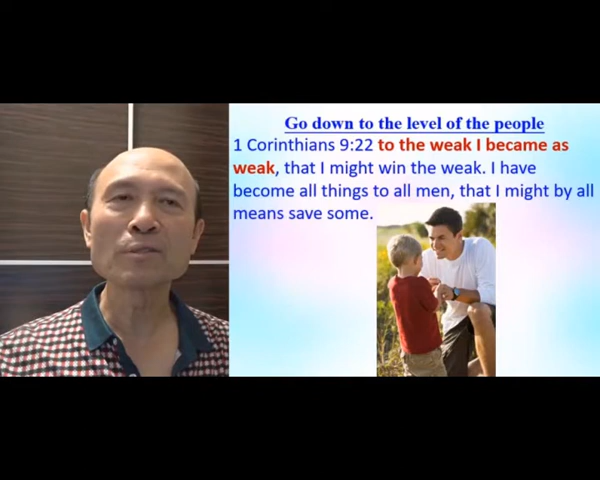 Go down to the level of the people
1 Corinthians 9:22 to the weak I became as
weak, that I might win the weak. I have
become all things to all men, that I might by all
means save some.